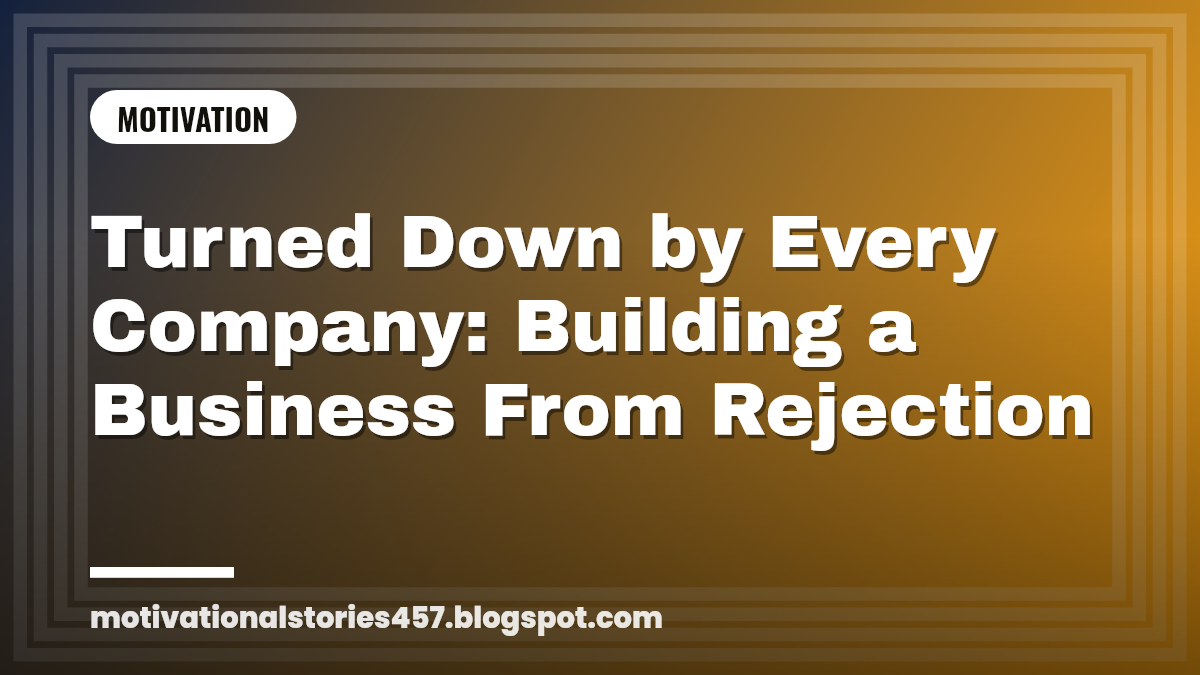 MOTIVATION
Turned Down by Every
Company: Building a
Business From Rejection
motivationalstories457.blogspot.com